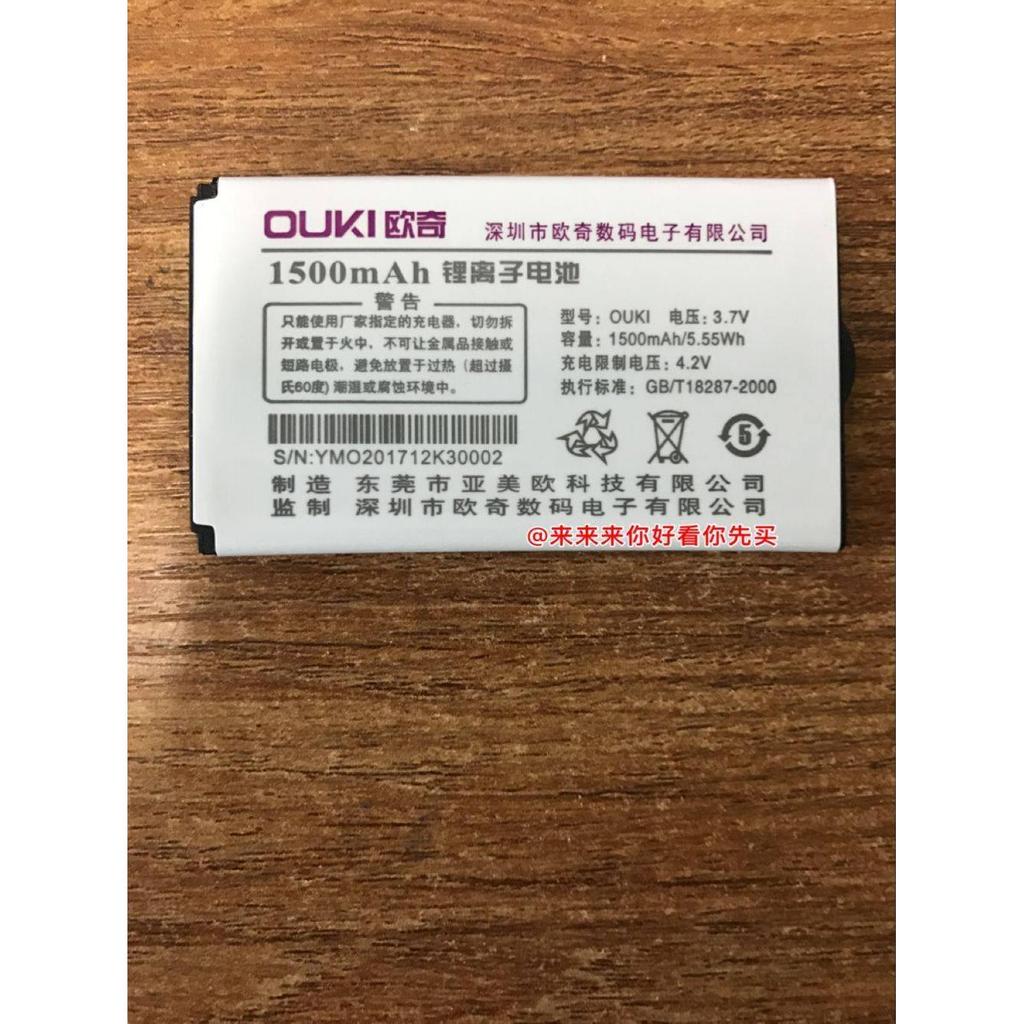 OUKI 欧奇 深圳市欧奇数码电子有限公司
1500mAh 锂离子电池
警告
只能使用厂家指定的充电器，切勿拆
开或置于火中，不可让金属品接触或
短路电极，避免放置于过热（超过摄
氏60度）潮湿或腐蚀环境中。
型号：OUKI 电压：3.7V
容量：1500mAh/5.55Wh
充电限制电压：4.2V
执行标准：GB/T18287-2000
5
S/N:YMO201712K30002
制造 东莞市亚美欧科技有限公司
监制 深圳市欧奇数码电子有限公司
@来来来你好看你先买